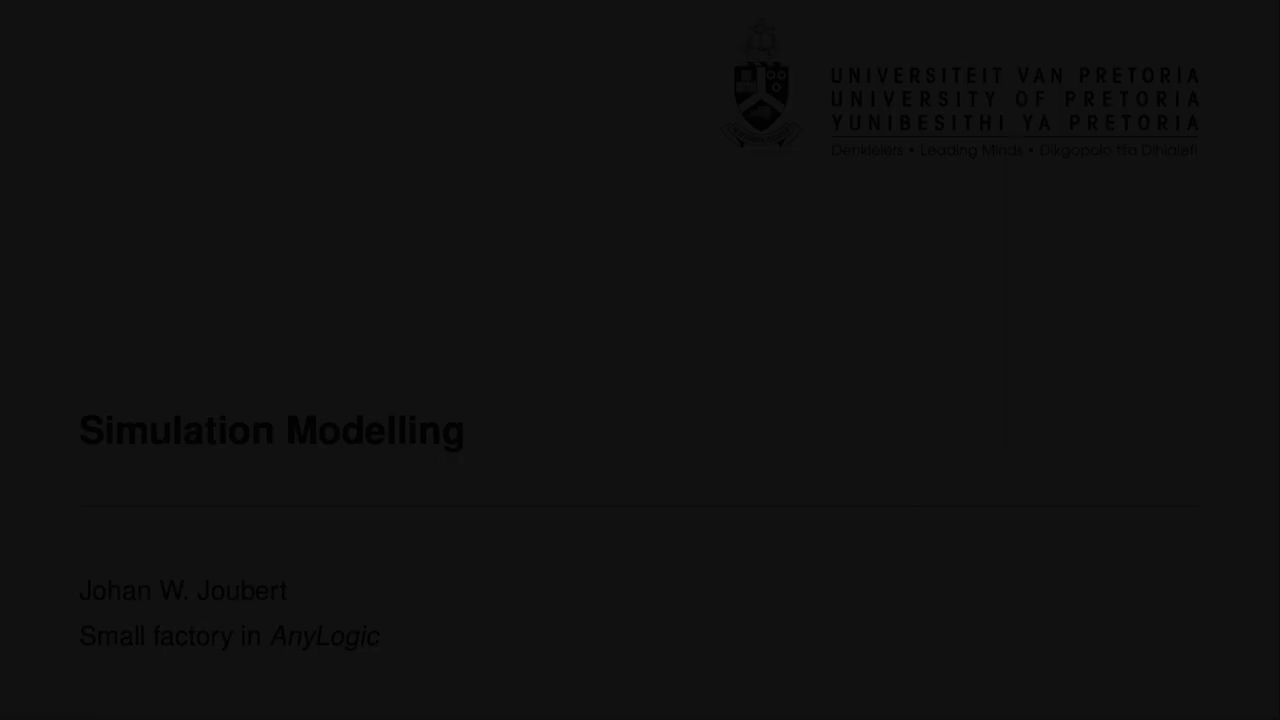 UNIVERSITEIT VAN PRETORIA
UNIVERSITY OF PRETORIA
YUNIBESITHI YA PRETORIA
Denkleiers • Leading Minds • Dikgopolo tša Dihlalefi
Simulation Modelling
Johan W. Joubert
Small factory in AnyLogic